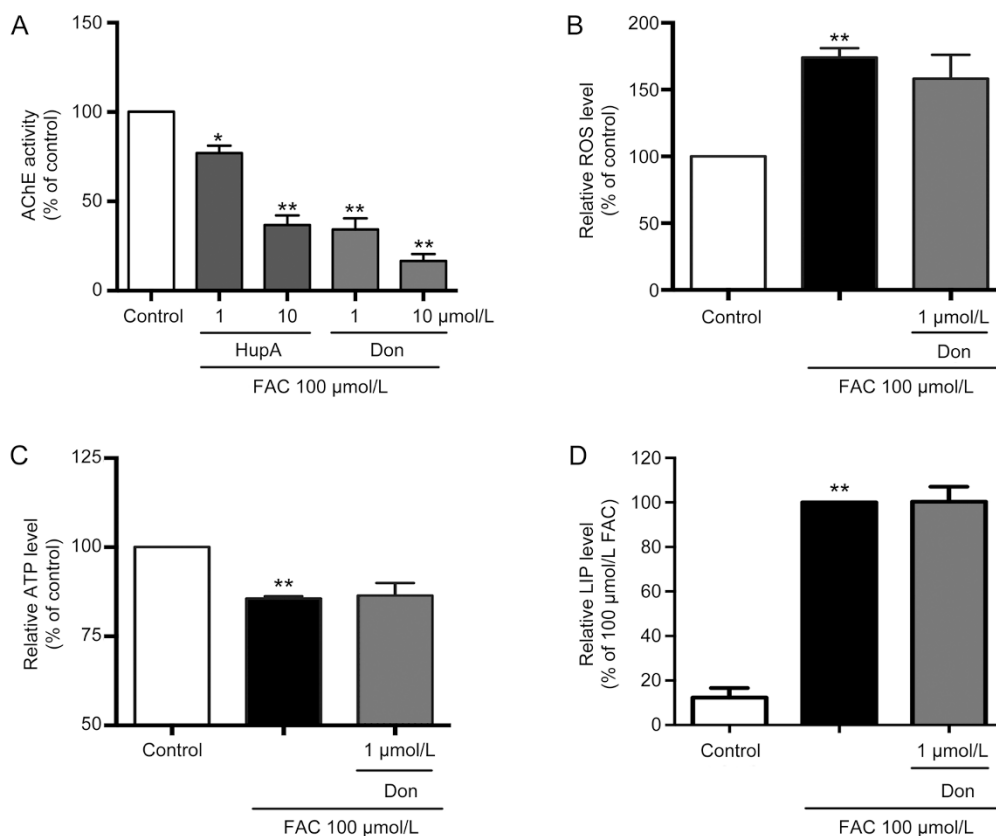 A
AChE activity
(% of control)
150
100
50
0
*
**
**
**
Control
1
10
1
10 μmol/L
HupA
Don
FAC 100 μmol/L
B
Relative ROS level
(% of control)
200
150
100
50
0
**
Control
1 μmol/L
Don
FAC 100 μmol/L
C
Relative ATP level
(% of control)
125
100
75
50
**
Control
1 μmol/L
Don
FAC 100 μmol/L
D
Relative LIP level
(% of 100 μmol/L FAC)
120
100
80
60
40
20
0
**
Control
1 μmol/L
Don
FAC 100 μmol/L